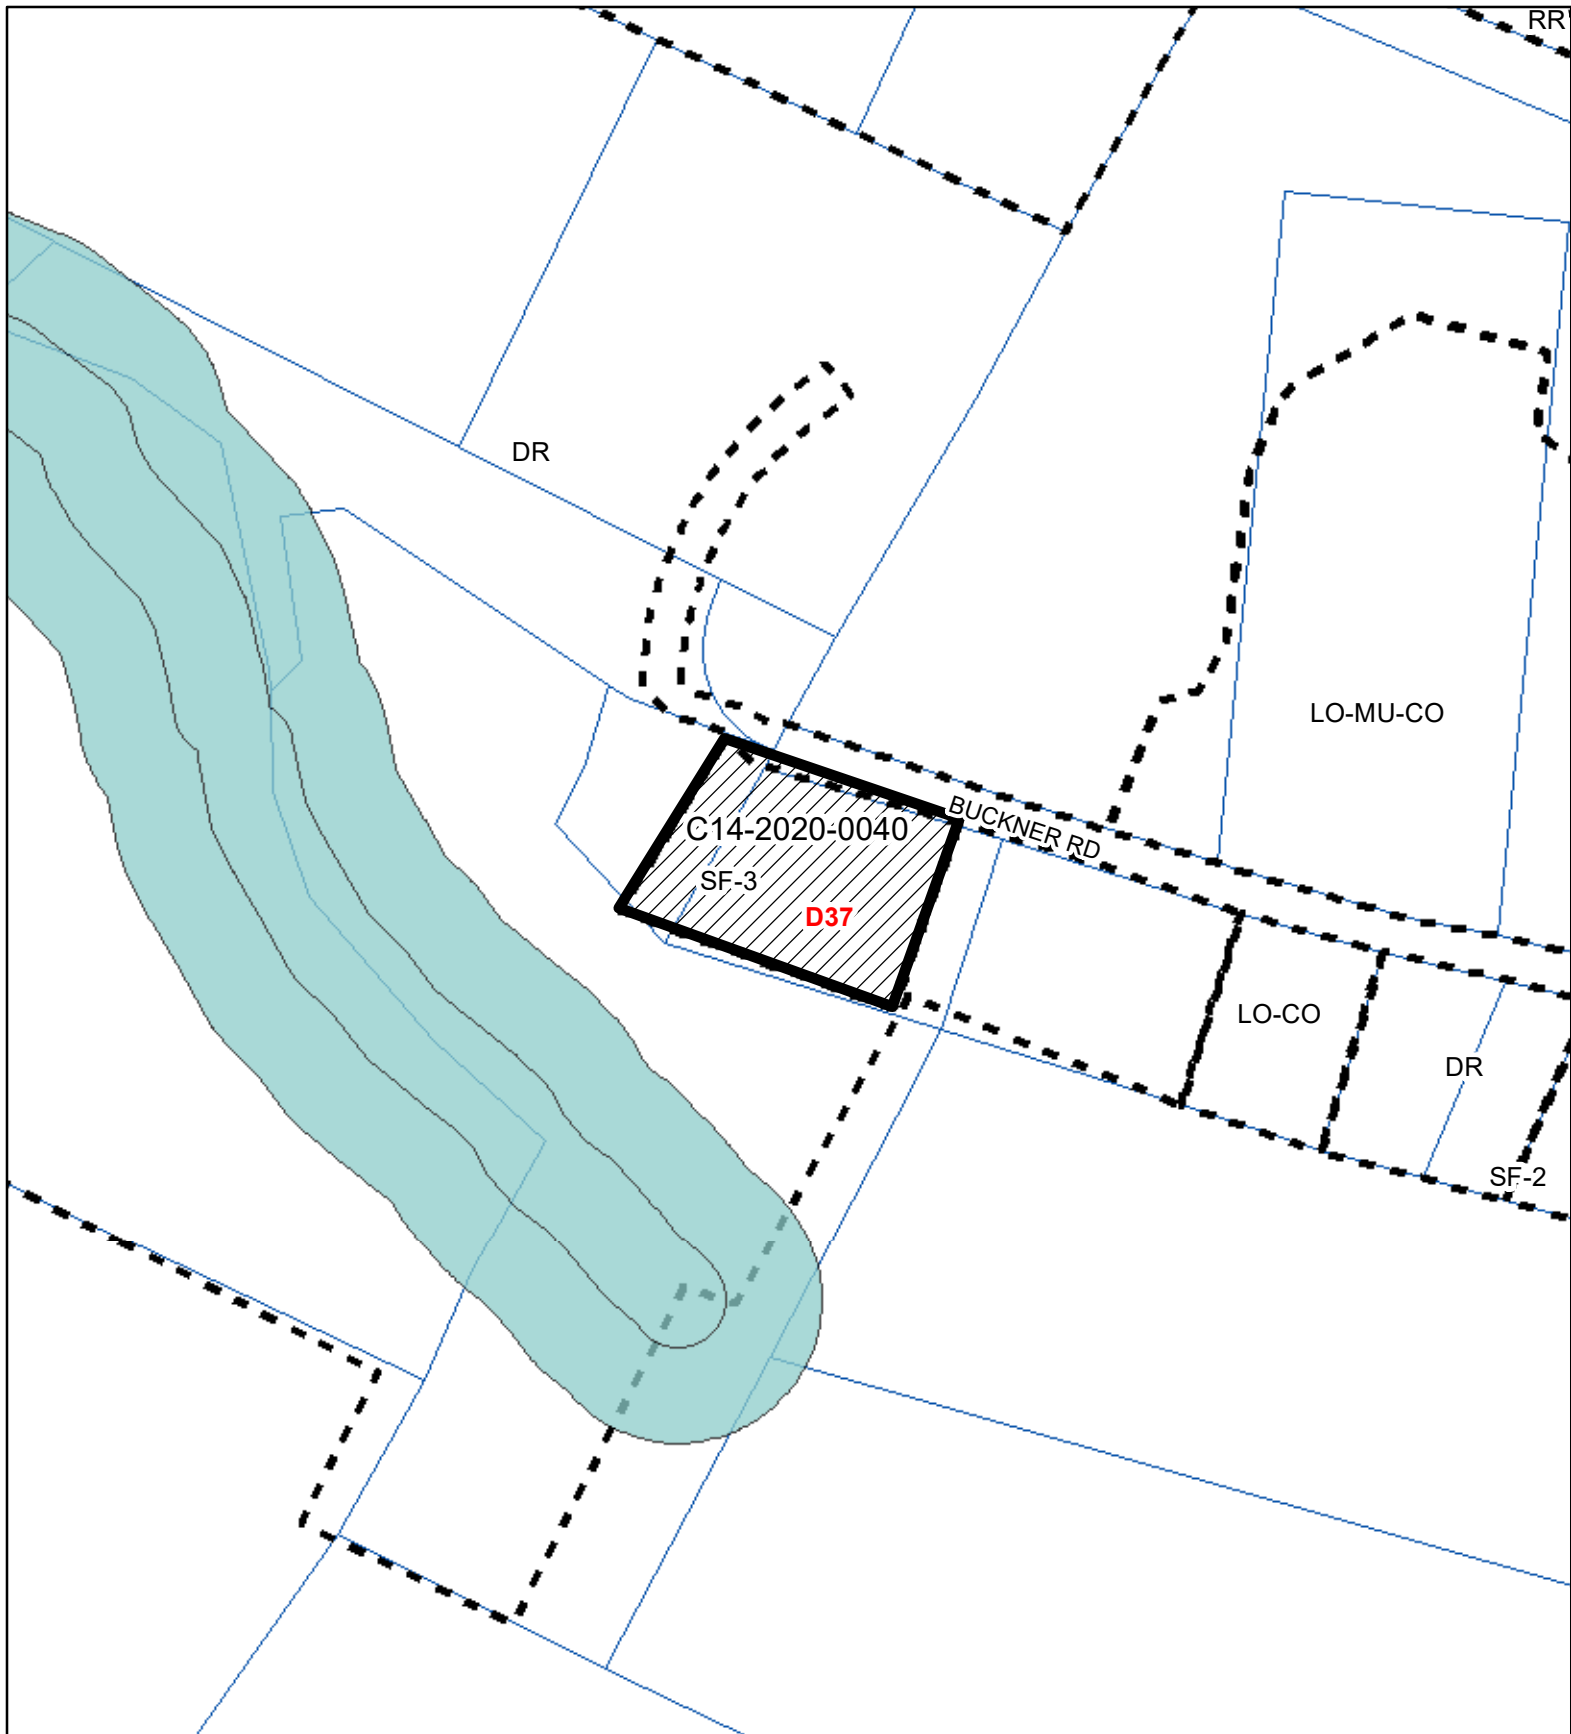 RR
DR
LO-MU-CO
BUCKNER RD
C14-2020-0040
SF-3
D37
LO-CO
DR
SF-2